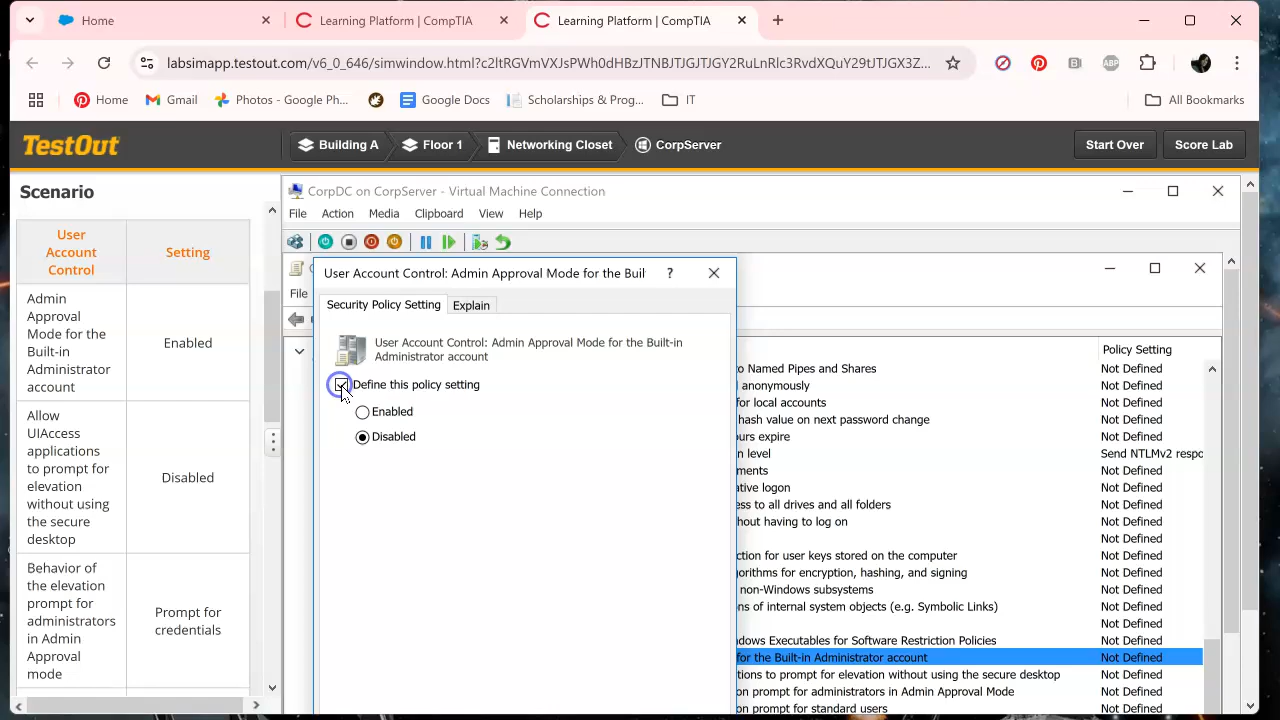 Home
Learning Platform | CompTIA
Learning Platform | CompTIA
labsimapp.testout.com/v6_0_646/simwindow.html?c2ltRGVmVXJsPWh0dHBzJTNBJTJGJTJGY2RuLnRlc3RvdXQuY29tJTJGX3Z...
ABP
Home
Gmail
Photos - Google Ph...
Google Docs
Scholarships & Prog...
IT
All Bookmarks
TestOut
Building A
Floor 1
Networking Closet
CorpServer
Start Over
Score Lab
Scenario
User
Account
Control
Setting
Admin
Approval
Mode for the
Built-in
Administrator
account
Enabled
Allow
UIAccess
applications
to prompt for
elevation
without using
the secure
desktop
Disabled
Behavior of
the elevation
prompt for
administrators
in Admin
Approval
mode
Prompt for
credentials
CorpDC on CorpServer - Virtual Machine Connection
File Action Media Clipboard View Help
File
User Account Control: Admin Approval Mode for the Buil
Security Policy Setting
Explain
User Account Control: Admin Approval Mode for the Built-in
Administrator account
Define this policy setting
Enabled
Disabled
Policy Setting
to Named Pipes and Shares Not Defined
d anonymously Not Defined
for local accounts Not Defined
hash value on next password change Not Defined
ours expire Not Defined
n level Send NTLMv2 respo
ments Not Defined
ative logon Not Defined
ess to all drives and all folders Not Defined
hout having to log on Not Defined
Not Defined
ction for user keys stored on the computer Not Defined
gorithms for encryption, hashing, and signing Not Defined
non-Windows subsystems Not Defined
ns of internal system objects (e.g. Symbolic Links) Not Defined
Not Defined
dows Executables for Software Restriction Policies Not Defined
for the Built-in Administrator account Not Defined
tions to prompt for elevation without using the secure desktop Not Defined
on prompt for administrators in Admin Approval Mode Not Defined
on prompt for standard users Not Defined